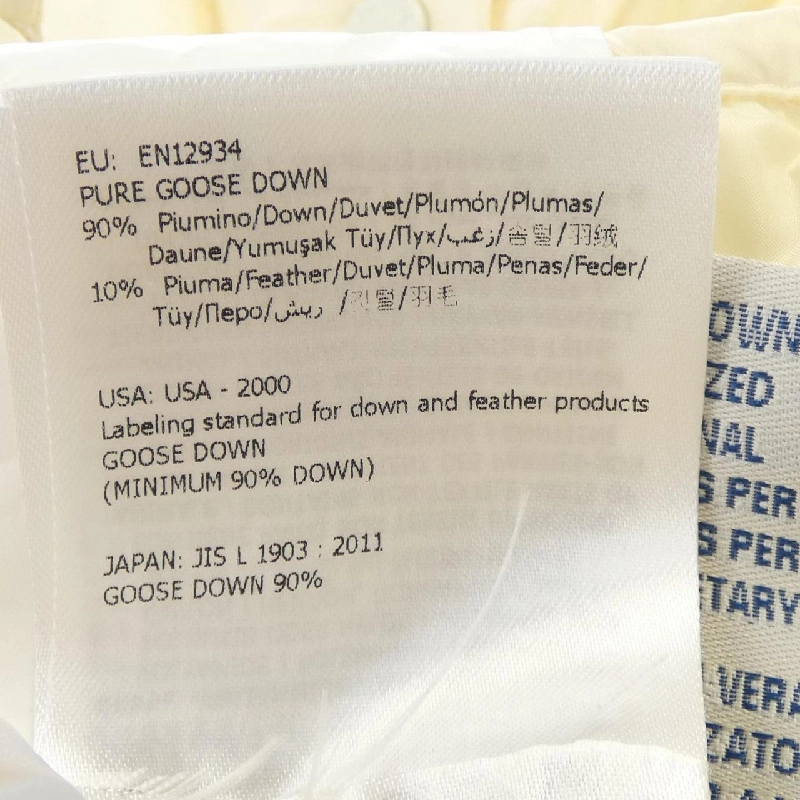 EU: EN12934
PURE GOOSE DOWN
90% Piumino/Down/Duvet/Plumón/Plumas/
Daune/Yumuşak Tüy/Пух/زغب/솜털/羽绒
10% Piuma/Feather/Duvet/Pluma/Penas/Feder/
Tüy/Перо/ريش /깃털/羽毛
USA: USA - 2000
Labeling standard for down and feather products
GOOSE DOWN
(MINIMUM 90% DOWN)
JAPAN: JIS L 1903 : 2011
GOOSE DOWN 90%
OWN
ZED
NAL
S PER
S PER
ETARY
VERA
ZATO